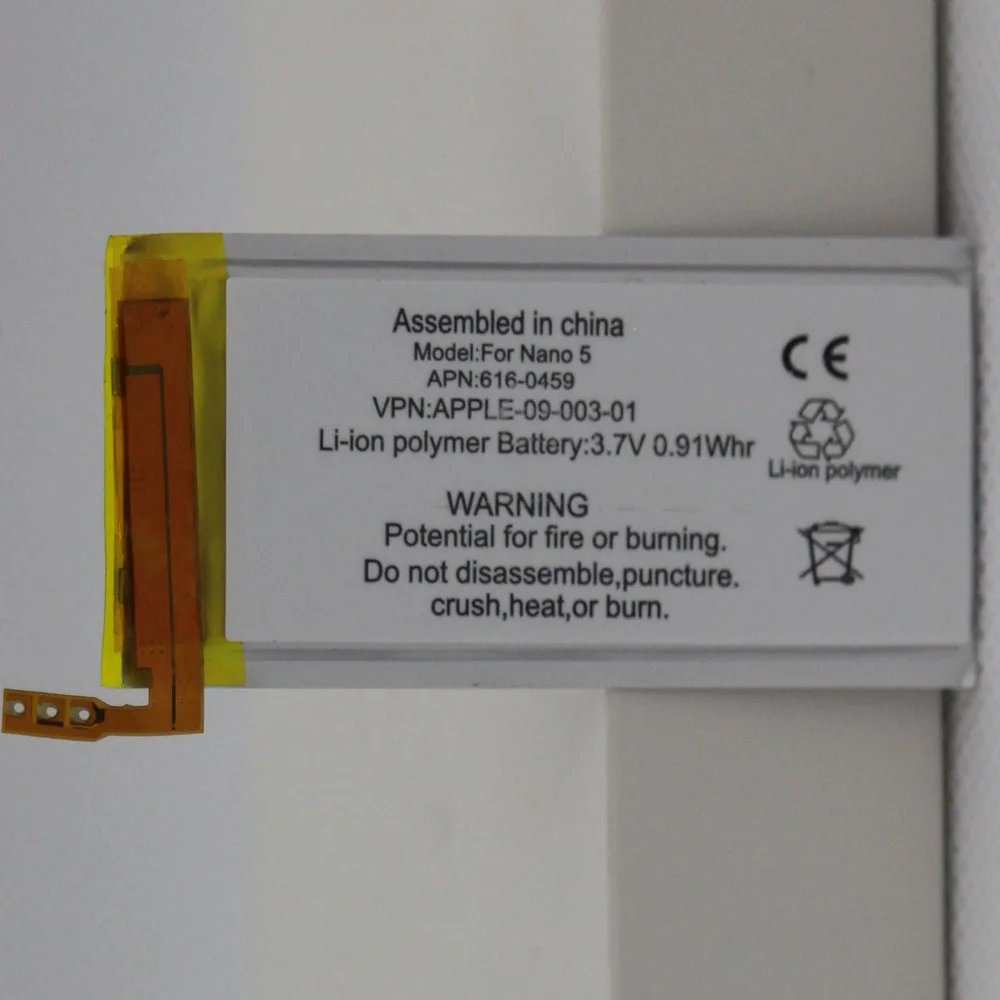 Assembled in china
Model:For Nano 5
APN:616-0459
VPN:APPLE-09-003-01
Li-ion polymer Battery:3.7V 0.91Whr
WARNING
Potential for fire or burning.
Do not disassemble,puncture.
crush,heat,or burn.
CE
Li-ion polymer